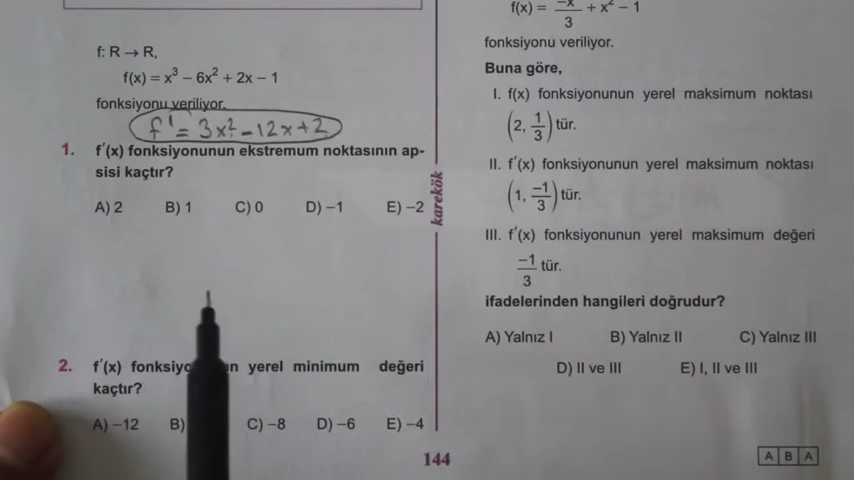 f: R → R,
f(x) = x³ − 6x² + 2x − 1
fonksiyonu veriliyor.
f' = 3x² − 12x + 2
1. f'(x) fonksiyonunun ekstremum noktasının ap-
sisi kaçtır?
A) 2 B) 1 C) 0 D) −1 E) −2
2. f'(x) yerel minimum değeri
kaçtır?
A) −12 B) C) −8 D) −6 E) −4
karekök
f(x) = −x/3 + x² − 1
fonksiyonu veriliyor.
Buna göre,
I. f(x) fonksiyonunun yerel maksimum noktası
(2, 1/3) tür.
II. f'(x) fonksiyonunun yerel maksimum noktası
(1, −1/3) tür.
III. f'(x) fonksiyonunun yerel maksimum değeri
−1/3 tür.
ifadelerinden hangileri doğrudur?
A) Yalnız I B) Yalnız II C) Yalnız III
D) II ve III E) I, II ve III
144
A B A